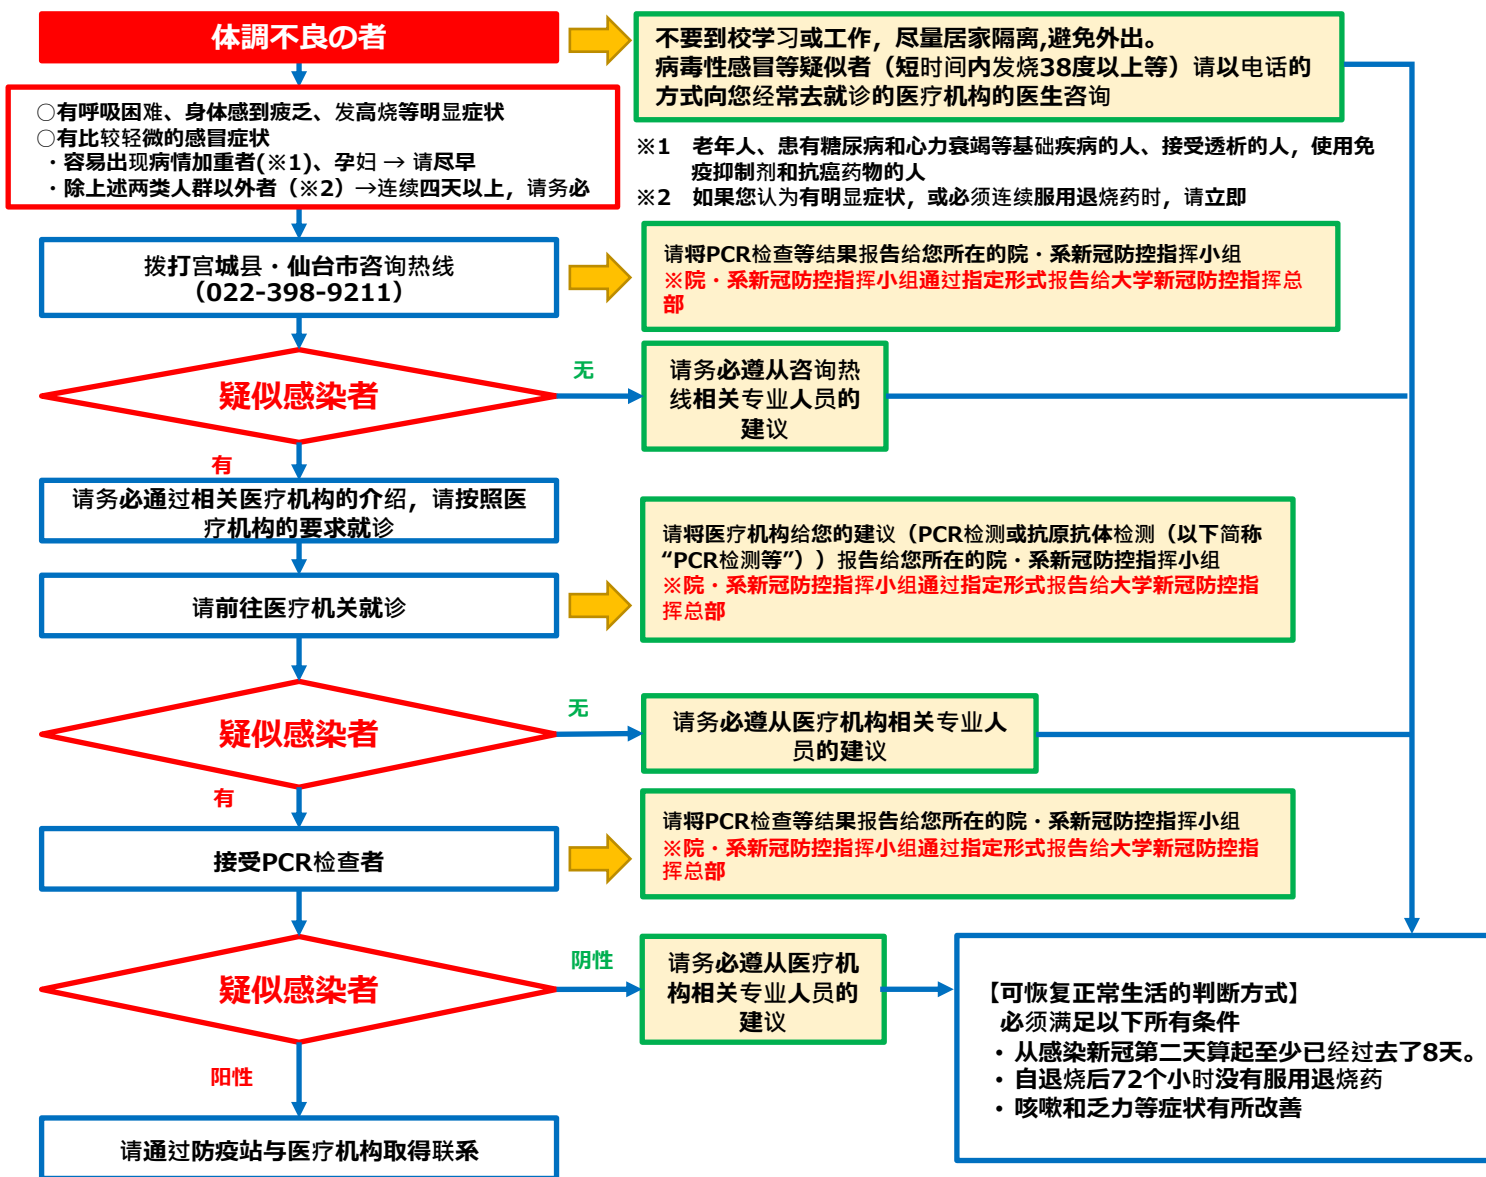 体調不良の者
不要到校学习或工作，尽量居家隔离,避免外出。
病毒性感冒等疑似者（短时间内发烧38度以上等）请以电话的
方式向您经常去就诊的医疗机构的医生咨询
○有呼吸困难、身体感到疲乏、发高烧等明显症状
○有比较轻微的感冒症状
・容易出现病情加重者(※1)、孕妇 → 请尽早
・除上述两类人群以外者（※2）→连续四天以上，请务必
※1 老年人、患有糖尿病和心力衰竭等基础疾病的人、接受透析的人，使用免
疫抑制剂和抗癌药物的人
※2 如果您认为有明显症状，或必须连续服用退烧药时，请立即
拨打宫城县・仙台市咨询热线
（022-398-9211）
请将PCR检查等结果报告给您所在的院・系新冠防控指挥小组
※院・系新冠防控指挥小组通过指定形式报告给大学新冠防控指挥总
部
疑似感染者
无
请务必遵从咨询热
线相关专业人员的
建议
有
请务必通过相关医疗机构的介绍，请按照医
疗机构的要求就诊
请将医疗机构给您的建议（PCR检测或抗原抗体检测（以下简称
“PCR检测等”））报告给您所在的院・系新冠防控指挥小组
※院・系新冠防控指挥小组通过指定形式报告给大学新冠防控指
挥总部
请前往医疗机关就诊
疑似感染者
无
请务必遵从医疗机构相关专业人
员的建议
有
接受PCR检查者
请将PCR检查等结果报告给您所在的院・系新冠防控指挥小组
※院・系新冠防控指挥小组通过指定形式报告给大学新冠防控指
挥总部
疑似感染者
阴性
请务必遵从医疗机
构相关专业人员的
建议
【可恢复正常生活的判断方式】
必须满足以下所有条件
・从感染新冠第二天算起至少已经过去了8天。
・自退烧后72个小时没有服用退烧药
・咳嗽和乏力等症状有所改善
阳性
请通过防疫站与医疗机构取得联系